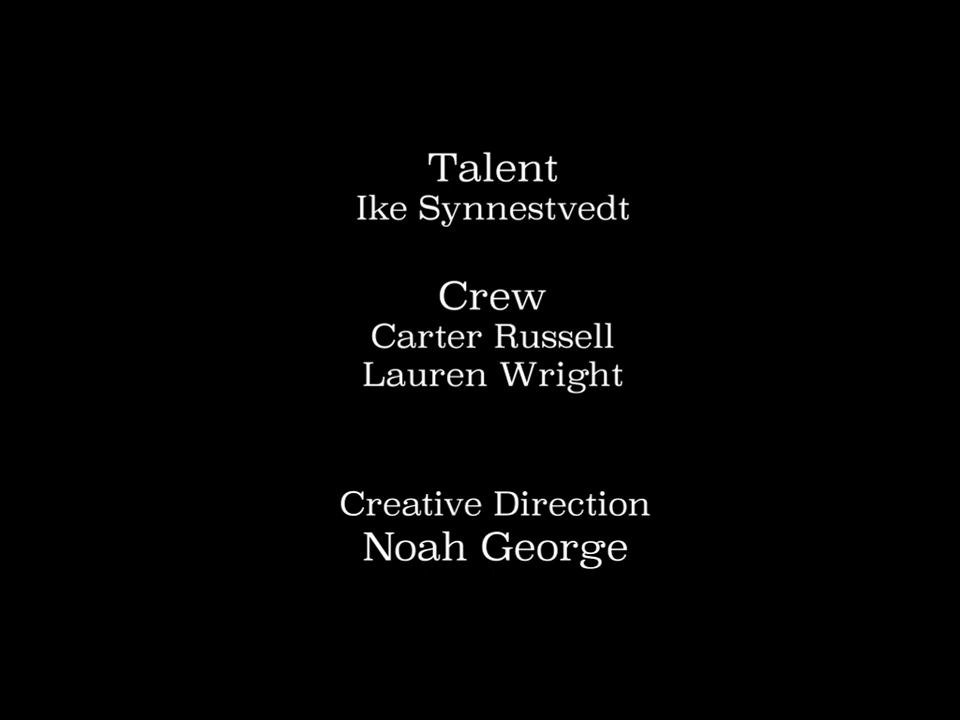 Talent
Ike Synnestvedt
Crew
Carter Russell
Lauren Wright
Creative Direction
Noah George